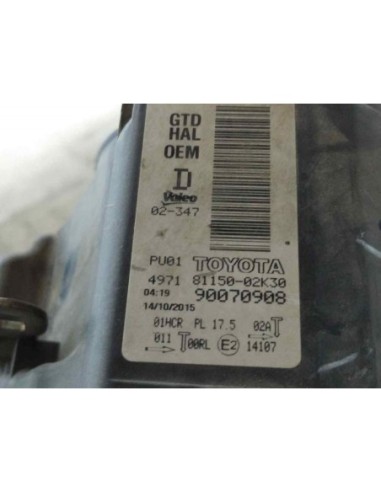 GTD
HAL
OEM
D
Valeo
02-347
PU01 TOYOTA
4971 81150-02K30
04:19 90070908
14/10/2015
01HCR PL 17.5 02A T
011 T00RL E2 14107